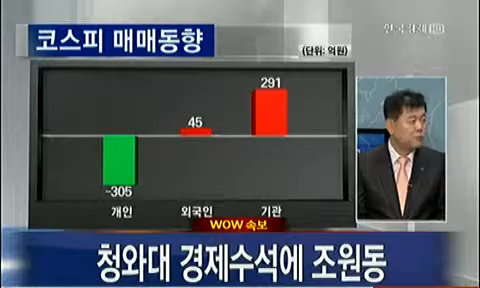 코스피 매매동향
한국경제 HD
(단위: 억원)
291
45
-305
개인 외국인 기관
WOW 속보
청와대 경제수석에 조원동